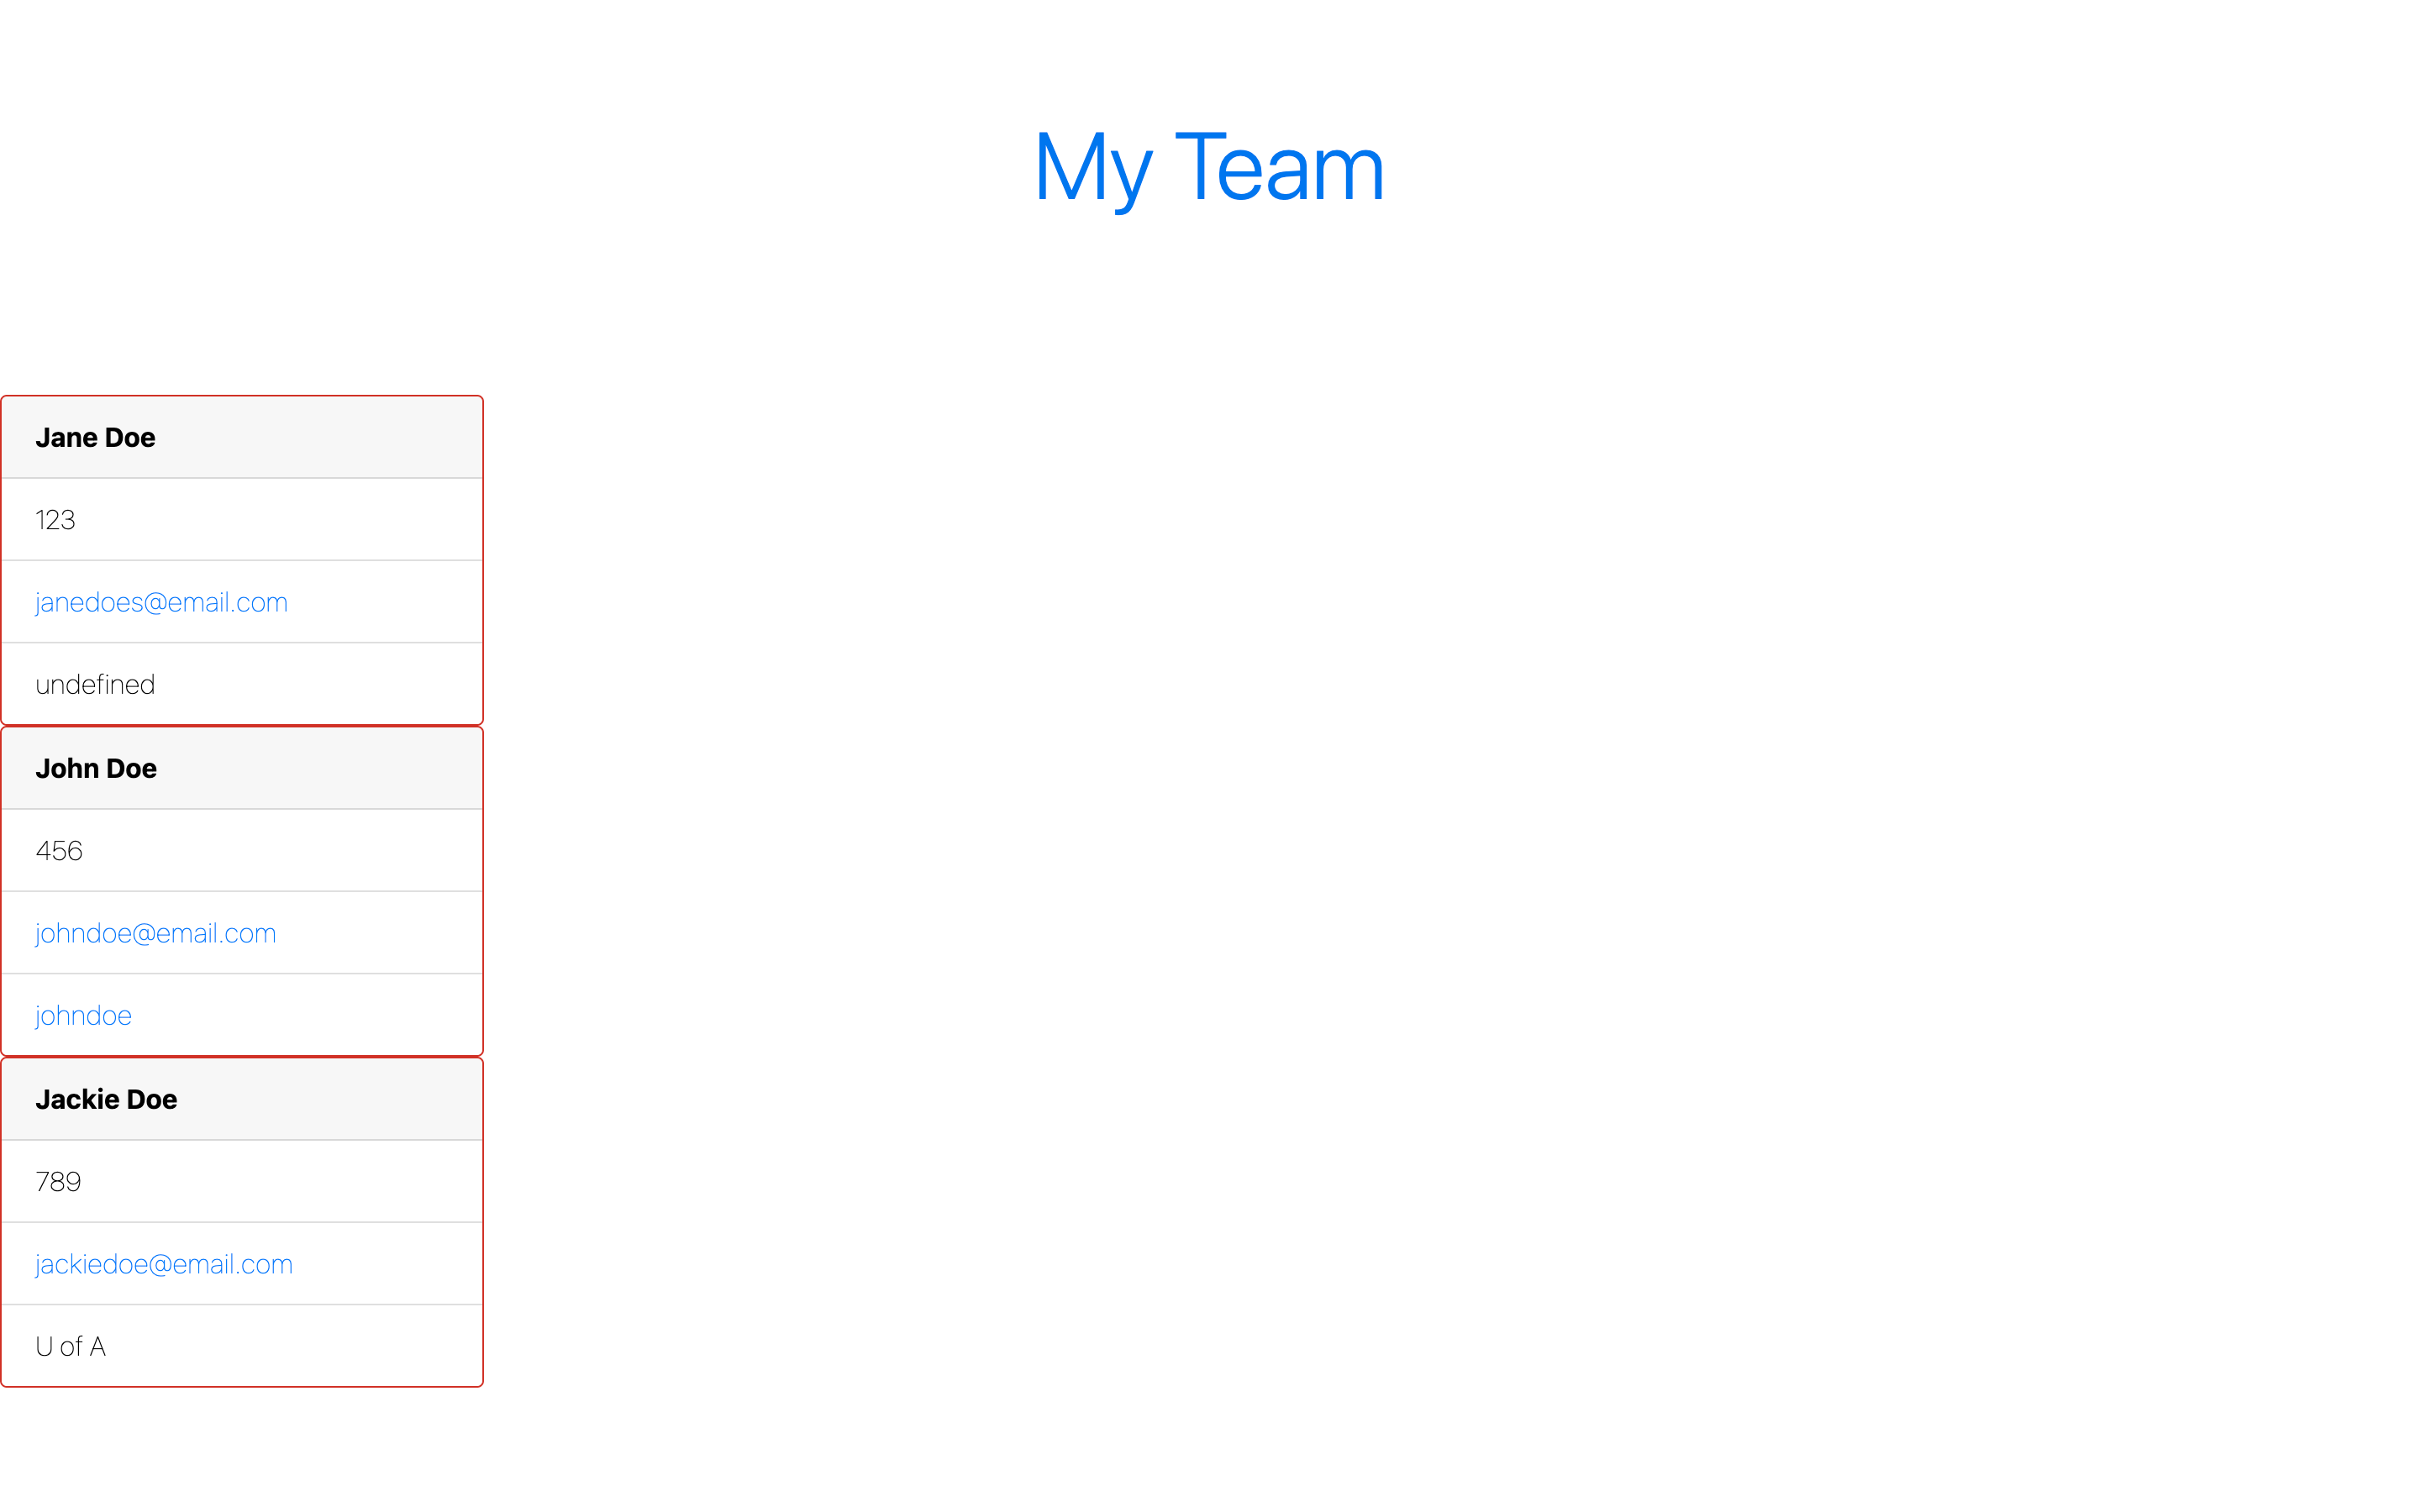 My Team
Jane Doe
123
janedoes@email.com
undefined
John Doe
456
johndoe@email.com
johndoe
Jackie Doe
789
jackiedoe@email.com
U of A